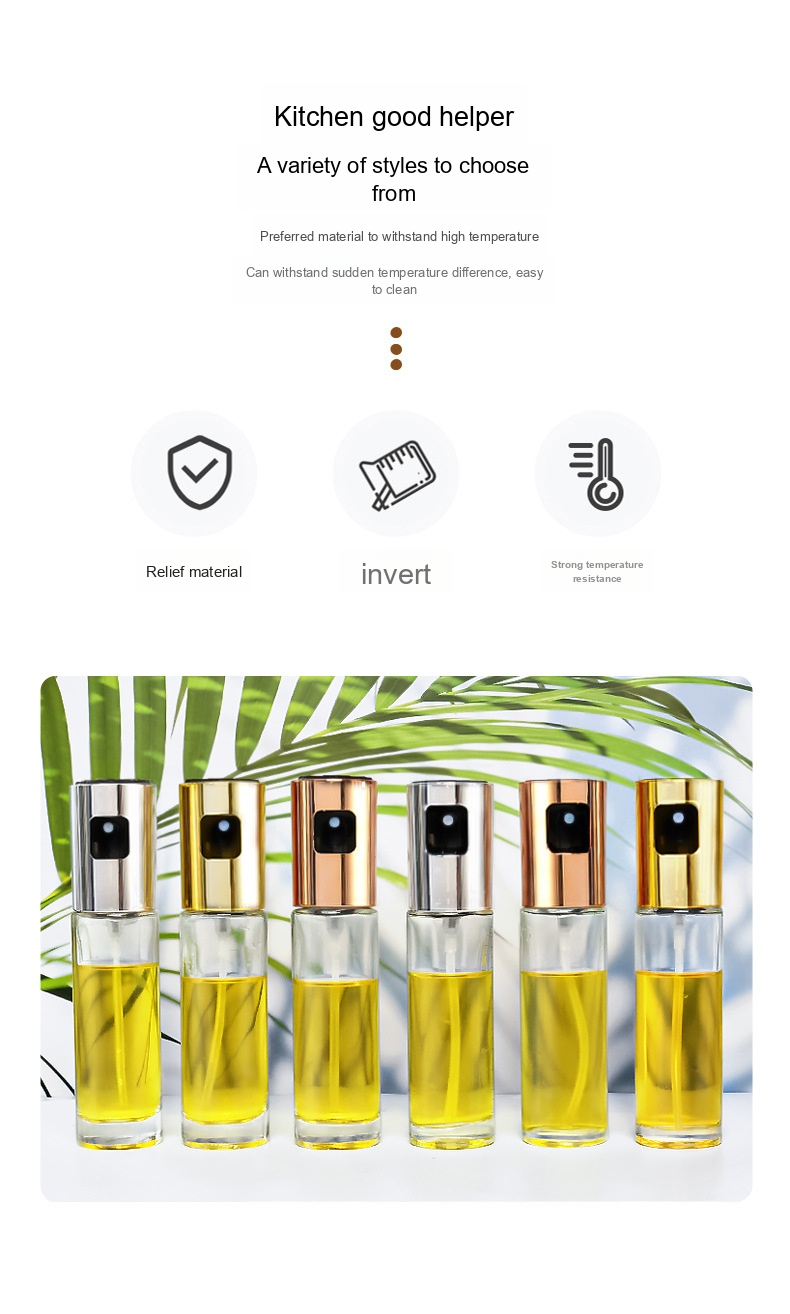 Kitchen good helper
A variety of styles to choose
from
Preferred material to withstand high temperature
Can withstand sudden temperature difference, easy
to clean
Relief material
invert
Strong temperature
resistance